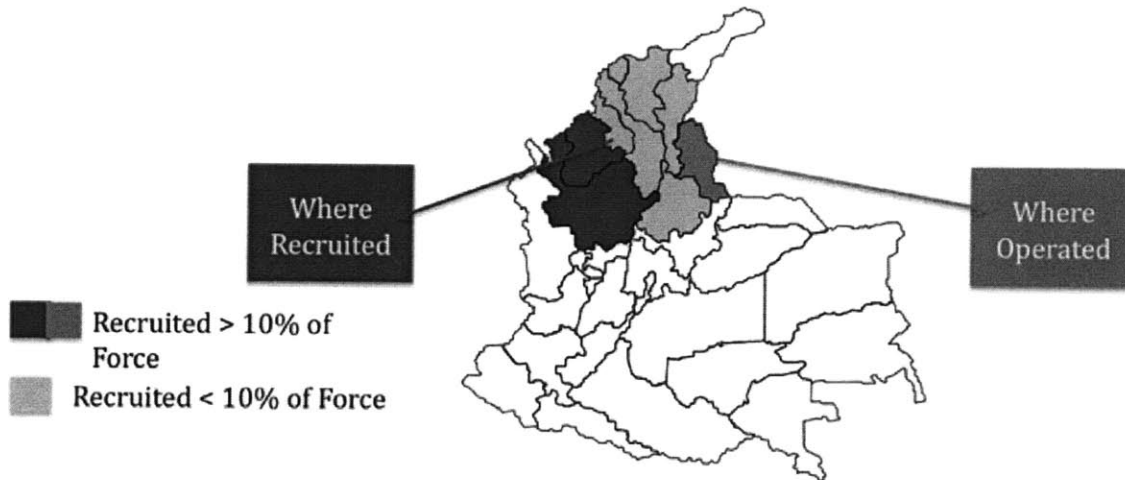 Where
Recruited
Where
Operated
Recruited > 10% of
Force
Recruited < 10% of Force